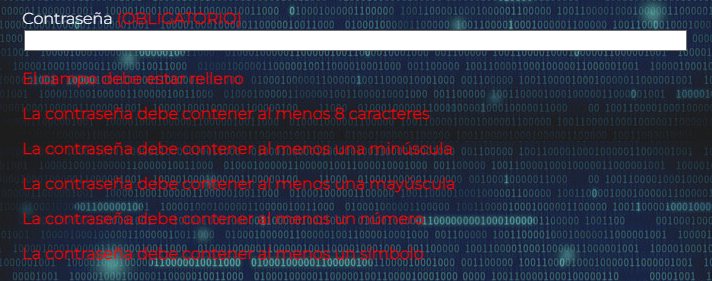 Contraseña (OBLIGATORIO)
El campo debe estar relleno
La contraseña debe contener al menos 8 caracteres
La contraseña debe contener al menos una minúscula
La contraseña debe contener al menos una mayúscula
La contraseña debe contener al menos un número
La contraseña debe contener al menos un símbolo